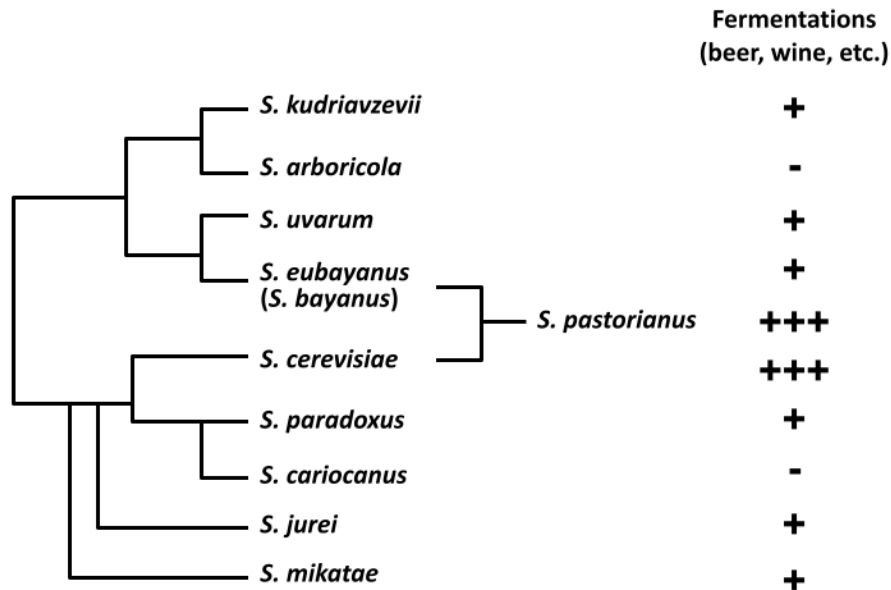 Fermentations
(beer, wine, etc.)
S. kudriavzevii +
S. arboricola -
S. uvarum +
S. eubayanus +
(S. bayanus)
S. pastorianus +++
S. cerevisiae +++
S. paradoxus +
S. cariocanus -
S. jurei +
S. mikatae +